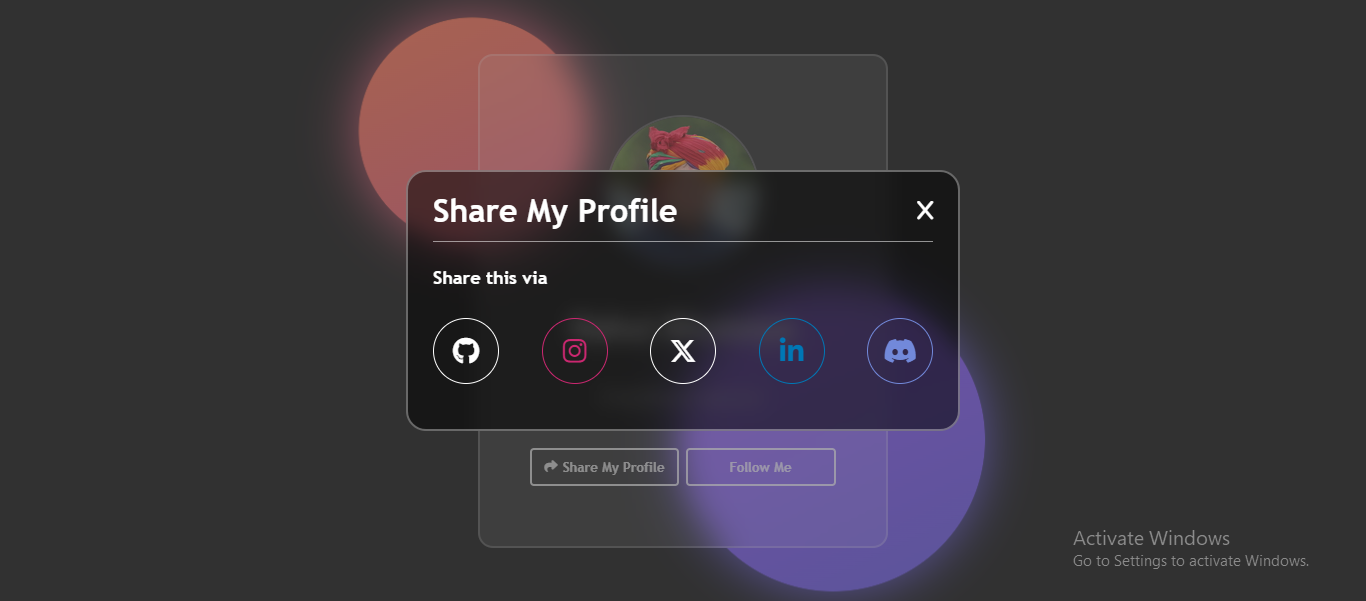 Share My Profile
Share this via
Share My Profile
Follow Me
Activate Windows
Go to Settings to activate Windows.